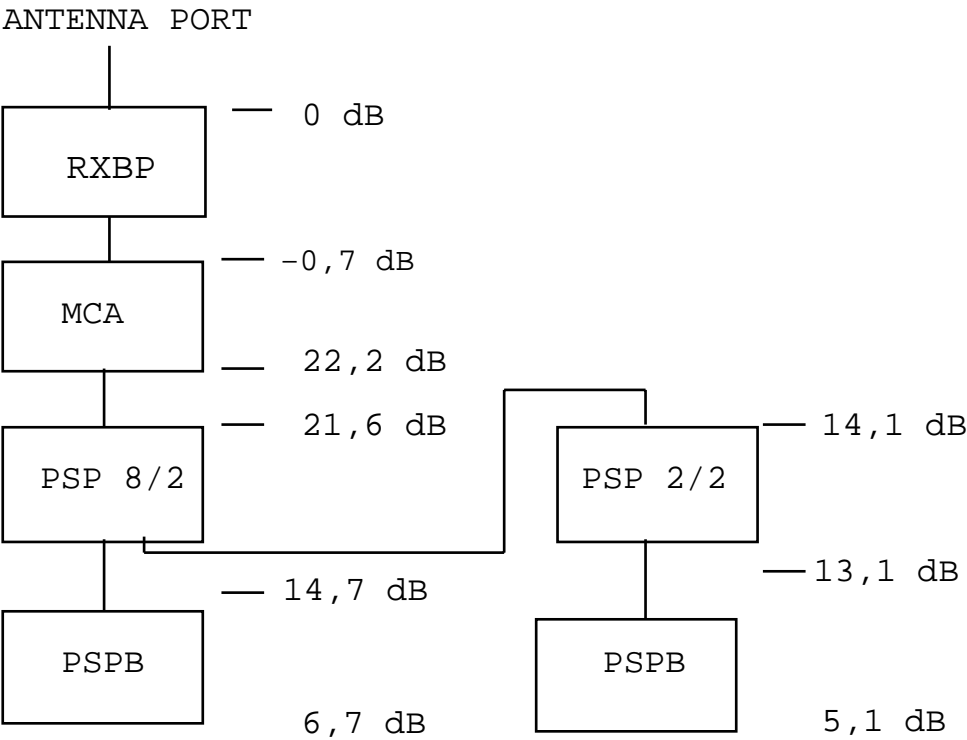 ANTENNA PORT
0 dB
RXBP
-0,7 dB
MCA
22,2 dB
21,6 dB
14,1 dB
PSP 8/2
PSP 2/2
14,7 dB
13,1 dB
PSPB
PSPB
6,7 dB
5,1 dB